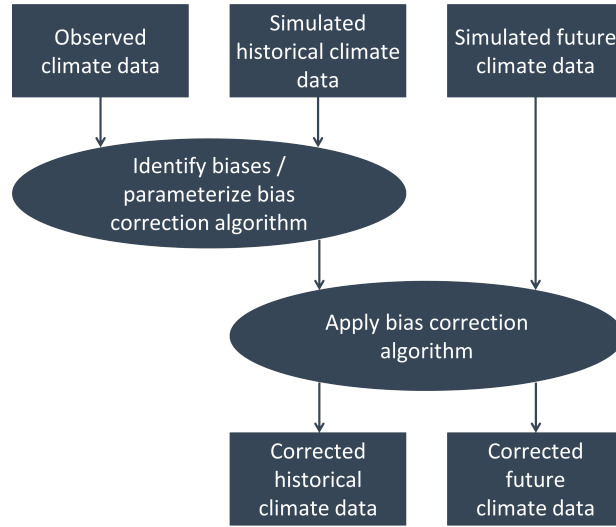 Observed
climate data
Simulated
historical climate
data
Simulated future
climate data
Identify biases /
parameterize bias
correction algorithm
Apply bias correction
algorithm
Corrected
historical
climate data
Corrected
future
climate data